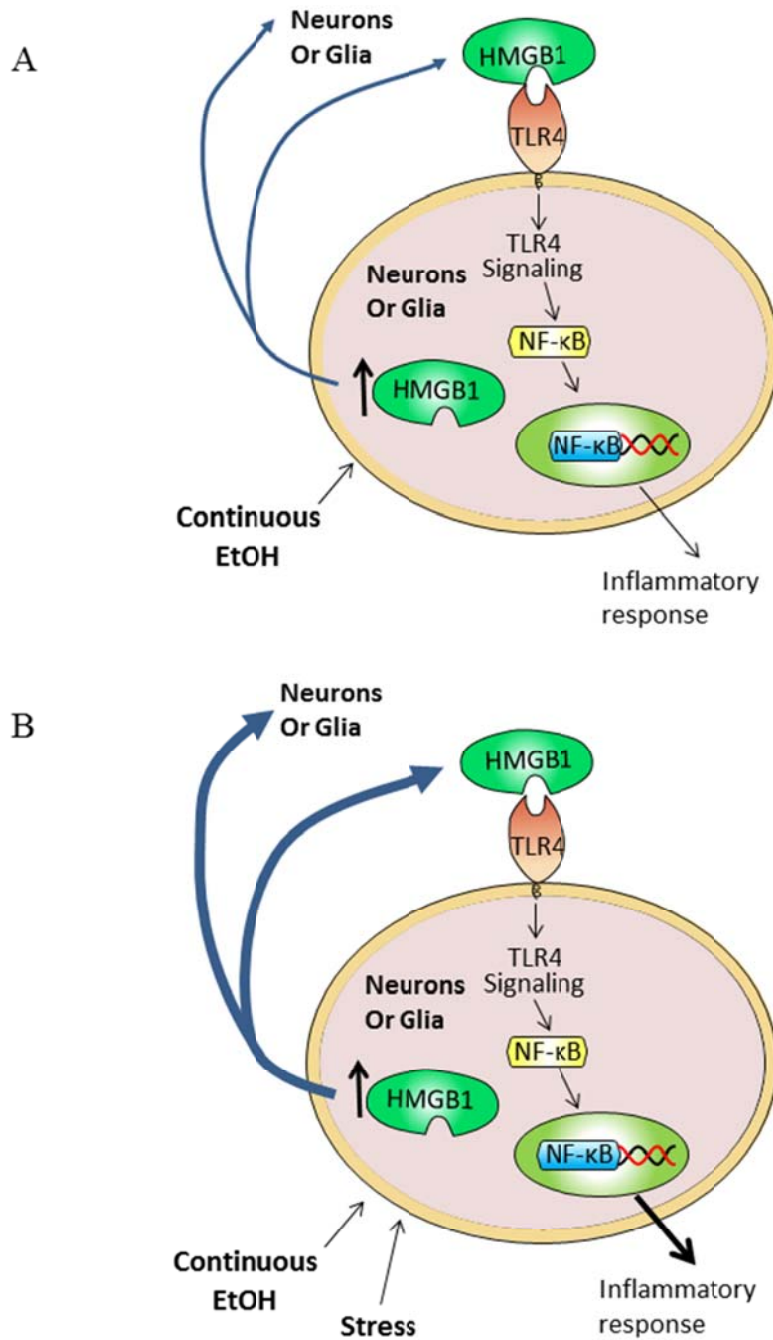 A
Neurons
Or Glia
HMGB1
TLR4
TLR4
Signaling
Neurons
Or Glia
NF-κB
HMGB1
NF-κB
Continuous
EtOH
Inflammatory
response
B
Neurons
Or Glia
HMGB1
TLR4
TLR4
Signaling
Neurons
Or Glia
NF-κB
HMGB1
NF-κB
Continuous
EtOH
Stress
Inflammatory
response